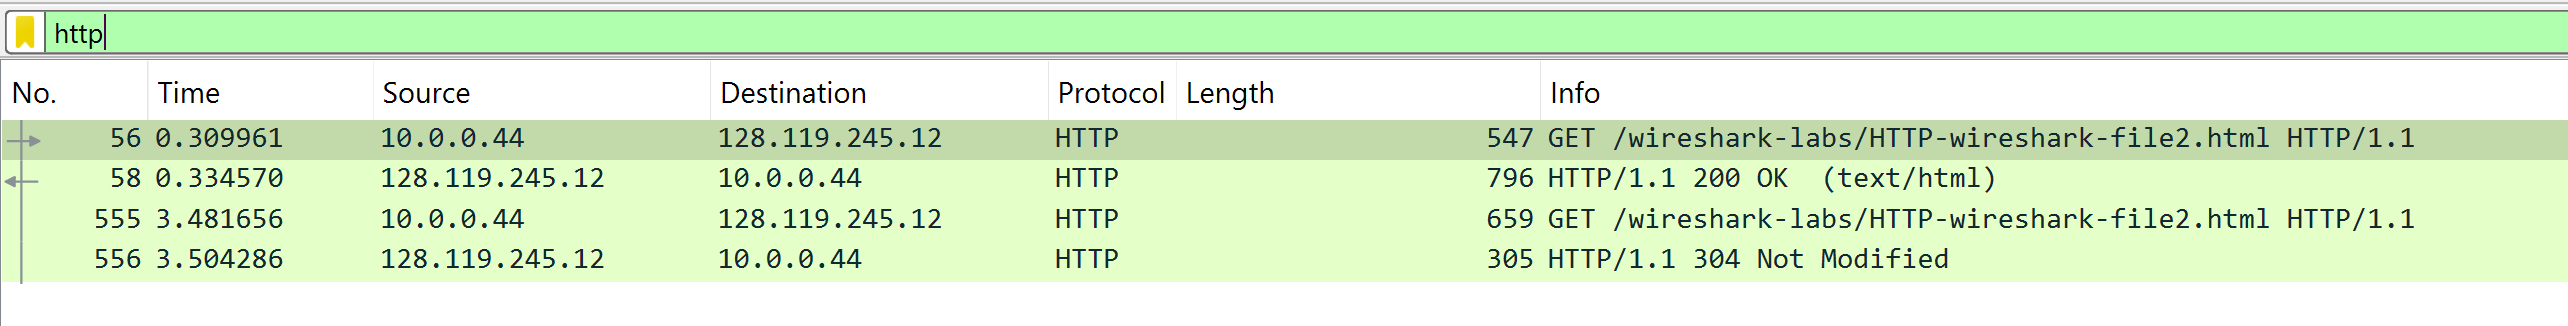 http
No. Time Source Destination Protocol Length Info
56 0.309961 10.0.0.44 128.119.245.12 HTTP 547 GET /wireshark-labs/HTTP-wireshark-file2.html HTTP/1.1
58 0.334570 128.119.245.12 10.0.0.44 HTTP 796 HTTP/1.1 200 OK  (text/html)
555 3.481656 10.0.0.44 128.119.245.12 HTTP 659 GET /wireshark-labs/HTTP-wireshark-file2.html HTTP/1.1
556 3.504286 128.119.245.12 10.0.0.44 HTTP 305 HTTP/1.1 304 Not Modified